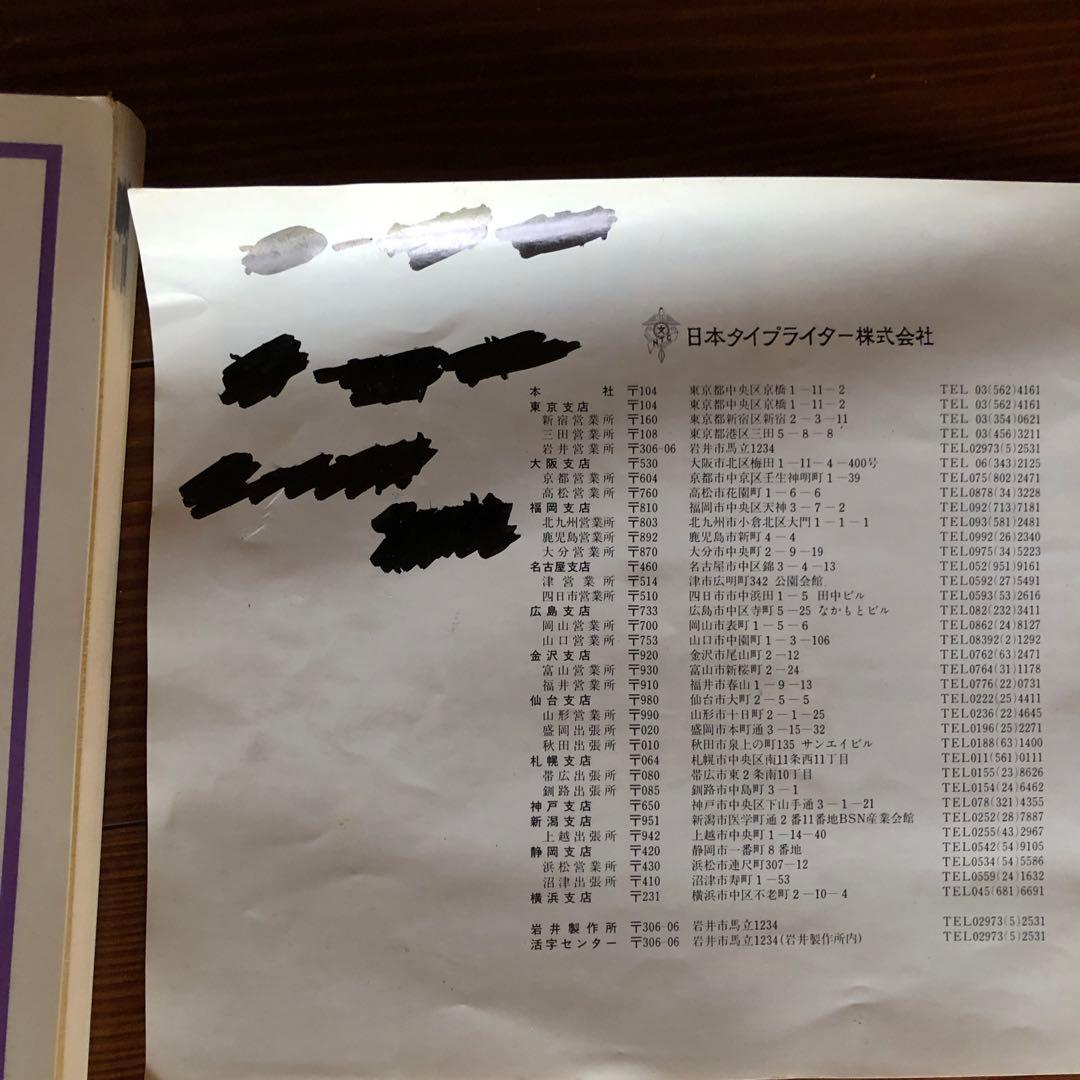 日本タイプライター株式会社
本社 〒104 東京都中央区京橋1-11-2 TEL 03(562)4161
東京支店 〒104 東京都中央区京橋1-11-2 TEL 03(562)4161
新宿営業所 〒160 東京都新宿区新宿2-3-11 TEL 03(354)0621
三田営業所 〒108 東京都港区三田5-8-8 TEL 03(456)3211
岩井営業所 〒306-06 岩井市馬立1234 TEL02973(5)2531
大阪支店 〒530 大阪市北区梅田1-11-4-400号 TEL 06(343)2125
京都営業所 〒604 京都市中京区壬生神明町1-39 TEL075(802)2471
高松営業所 〒760 高松市花園町1-6-6 TEL0878(34)3228
福岡支店 〒810 福岡市中央区天神3-7-2 TEL092(713)7181
北九州営業所 〒803 北九州市小倉北区大門1-1-1 TEL093(581)2481
鹿児島営業所 〒892 鹿児島市新町4-4 TEL0992(26)2340
大分営業所 〒870 大分市中央町2-9-19 TEL0975(34)5223
名古屋支店 〒460 名古屋市中区錦3-4-13 TEL052(951)9161
津営業所 〒514 津市広明町342 公園会館 TEL0592(27)5491
四日市営業所 〒510 四日市市中浜田1-5 田中ビル TEL0593(53)2616
広島支店 〒733 広島市中区寺町5-25 なかもとビル TEL082(232)3411
岡山営業所 〒700 岡山市表町1-5-6 TEL0862(24)8127
山口営業所 〒753 山口市中園町1-3-106 TEL08392(2)1292
金沢支店 〒920 金沢市尾山町2-12 TEL0762(63)2471
富山営業所 〒930 富山市新桜町2-24 TEL0764(31)1178
福井営業所 〒910 福井市春山1-9-13 TEL0776(22)0731
仙台支店 〒980 仙台市大町2-5-5 TEL0222(25)4411
山形営業所 〒990 山形市十日町2-1-25 TEL0236(22)4645
盛岡出張所 〒020 盛岡市本町通3-15-32 TEL0196(25)2271
秋田出張所 〒010 秋田市泉上の町135 サンエイビル TEL0188(63)1400
札幌支店 〒064 札幌市中央区南11条西11丁目 TEL011(561)0111
帯広出張所 〒080 帯広市東2条南10丁目 TEL0155(23)8626
釧路出張所 〒085 釧路市中島町3-1 TEL0154(24)6462
神戸支店 〒650 神戸市中央区下山手通3-1-21 TEL078(321)4355
新潟支店 〒951 新潟市医学町通2番11番地BSN産業会館 TEL0252(28)7887
上越出張所 〒942 上越市中央町1-14-40 TEL0255(43)2967
静岡支店 〒420 静岡市一番町8番地 TEL0542(54)9105
浜松営業所 〒430 浜松市連尺町307-12 TEL0534(54)5586
沼津出張所 〒410 沼津市寿町1-53 TEL0559(24)1632
横浜支店 〒231 横浜市中区不老町2-10-4 TEL045(681)6691
岩井製作所 〒306-06 岩井市馬立1234 TEL02973(5)2531
活字センター 〒306-06 岩井市馬立1234(岩井製作所内) TEL02973(5)2531